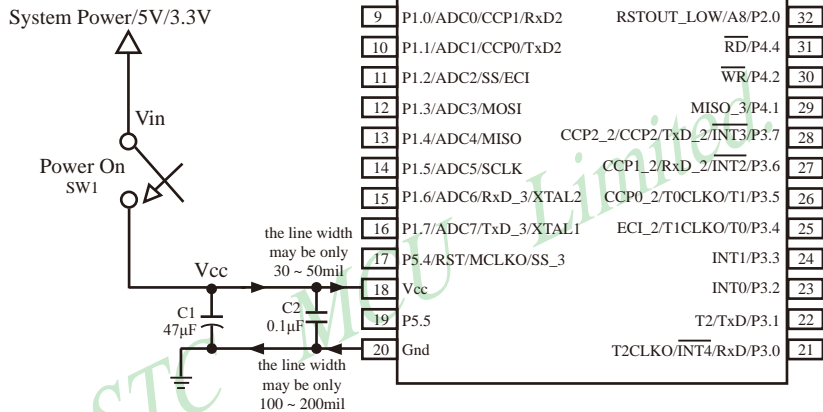 System Power/5V/3.3V
Vin
Power On
SW1
Vcc
C1
47μF
C2
0.1μF
the line width
may be only
30 ~ 50mil
the line width
may be only
100 ~ 200mil
9 P1.0/ADC0/CCP1/RxD2
10 P1.1/ADC1/CCP0/TxD2
11 P1.2/ADC2/SS/ECI
12 P1.3/ADC3/MOSI
13 P1.4/ADC4/MISO
14 P1.5/ADC5/SCLK
15 P1.6/ADC6/RxD_3/XTAL2
16 P1.7/ADC7/TxD_3/XTAL1
17 P5.4/RST/MCLKO/SS_3
18 Vcc
19 P5.5
20 Gnd
RSTOUT_LOW/A8/P2.0 32
RD/P4.4 31
WR/P4.2 30
MISO_3/P4.1 29
CCP2_2/CCP2/TxD_2/INT3/P3.7 28
CCP1_2/RxD_2/INT2/P3.6 27
CCP0_2/T0CLKO/T1/P3.5 26
ECI_2/T1CLKO/T0/P3.4 25
INT1/P3.3 24
INT0/P3.2 23
T2/TxD/P3.1 22
T2CLKO/INT4/RxD/P3.0 21
STC MCU Limited.